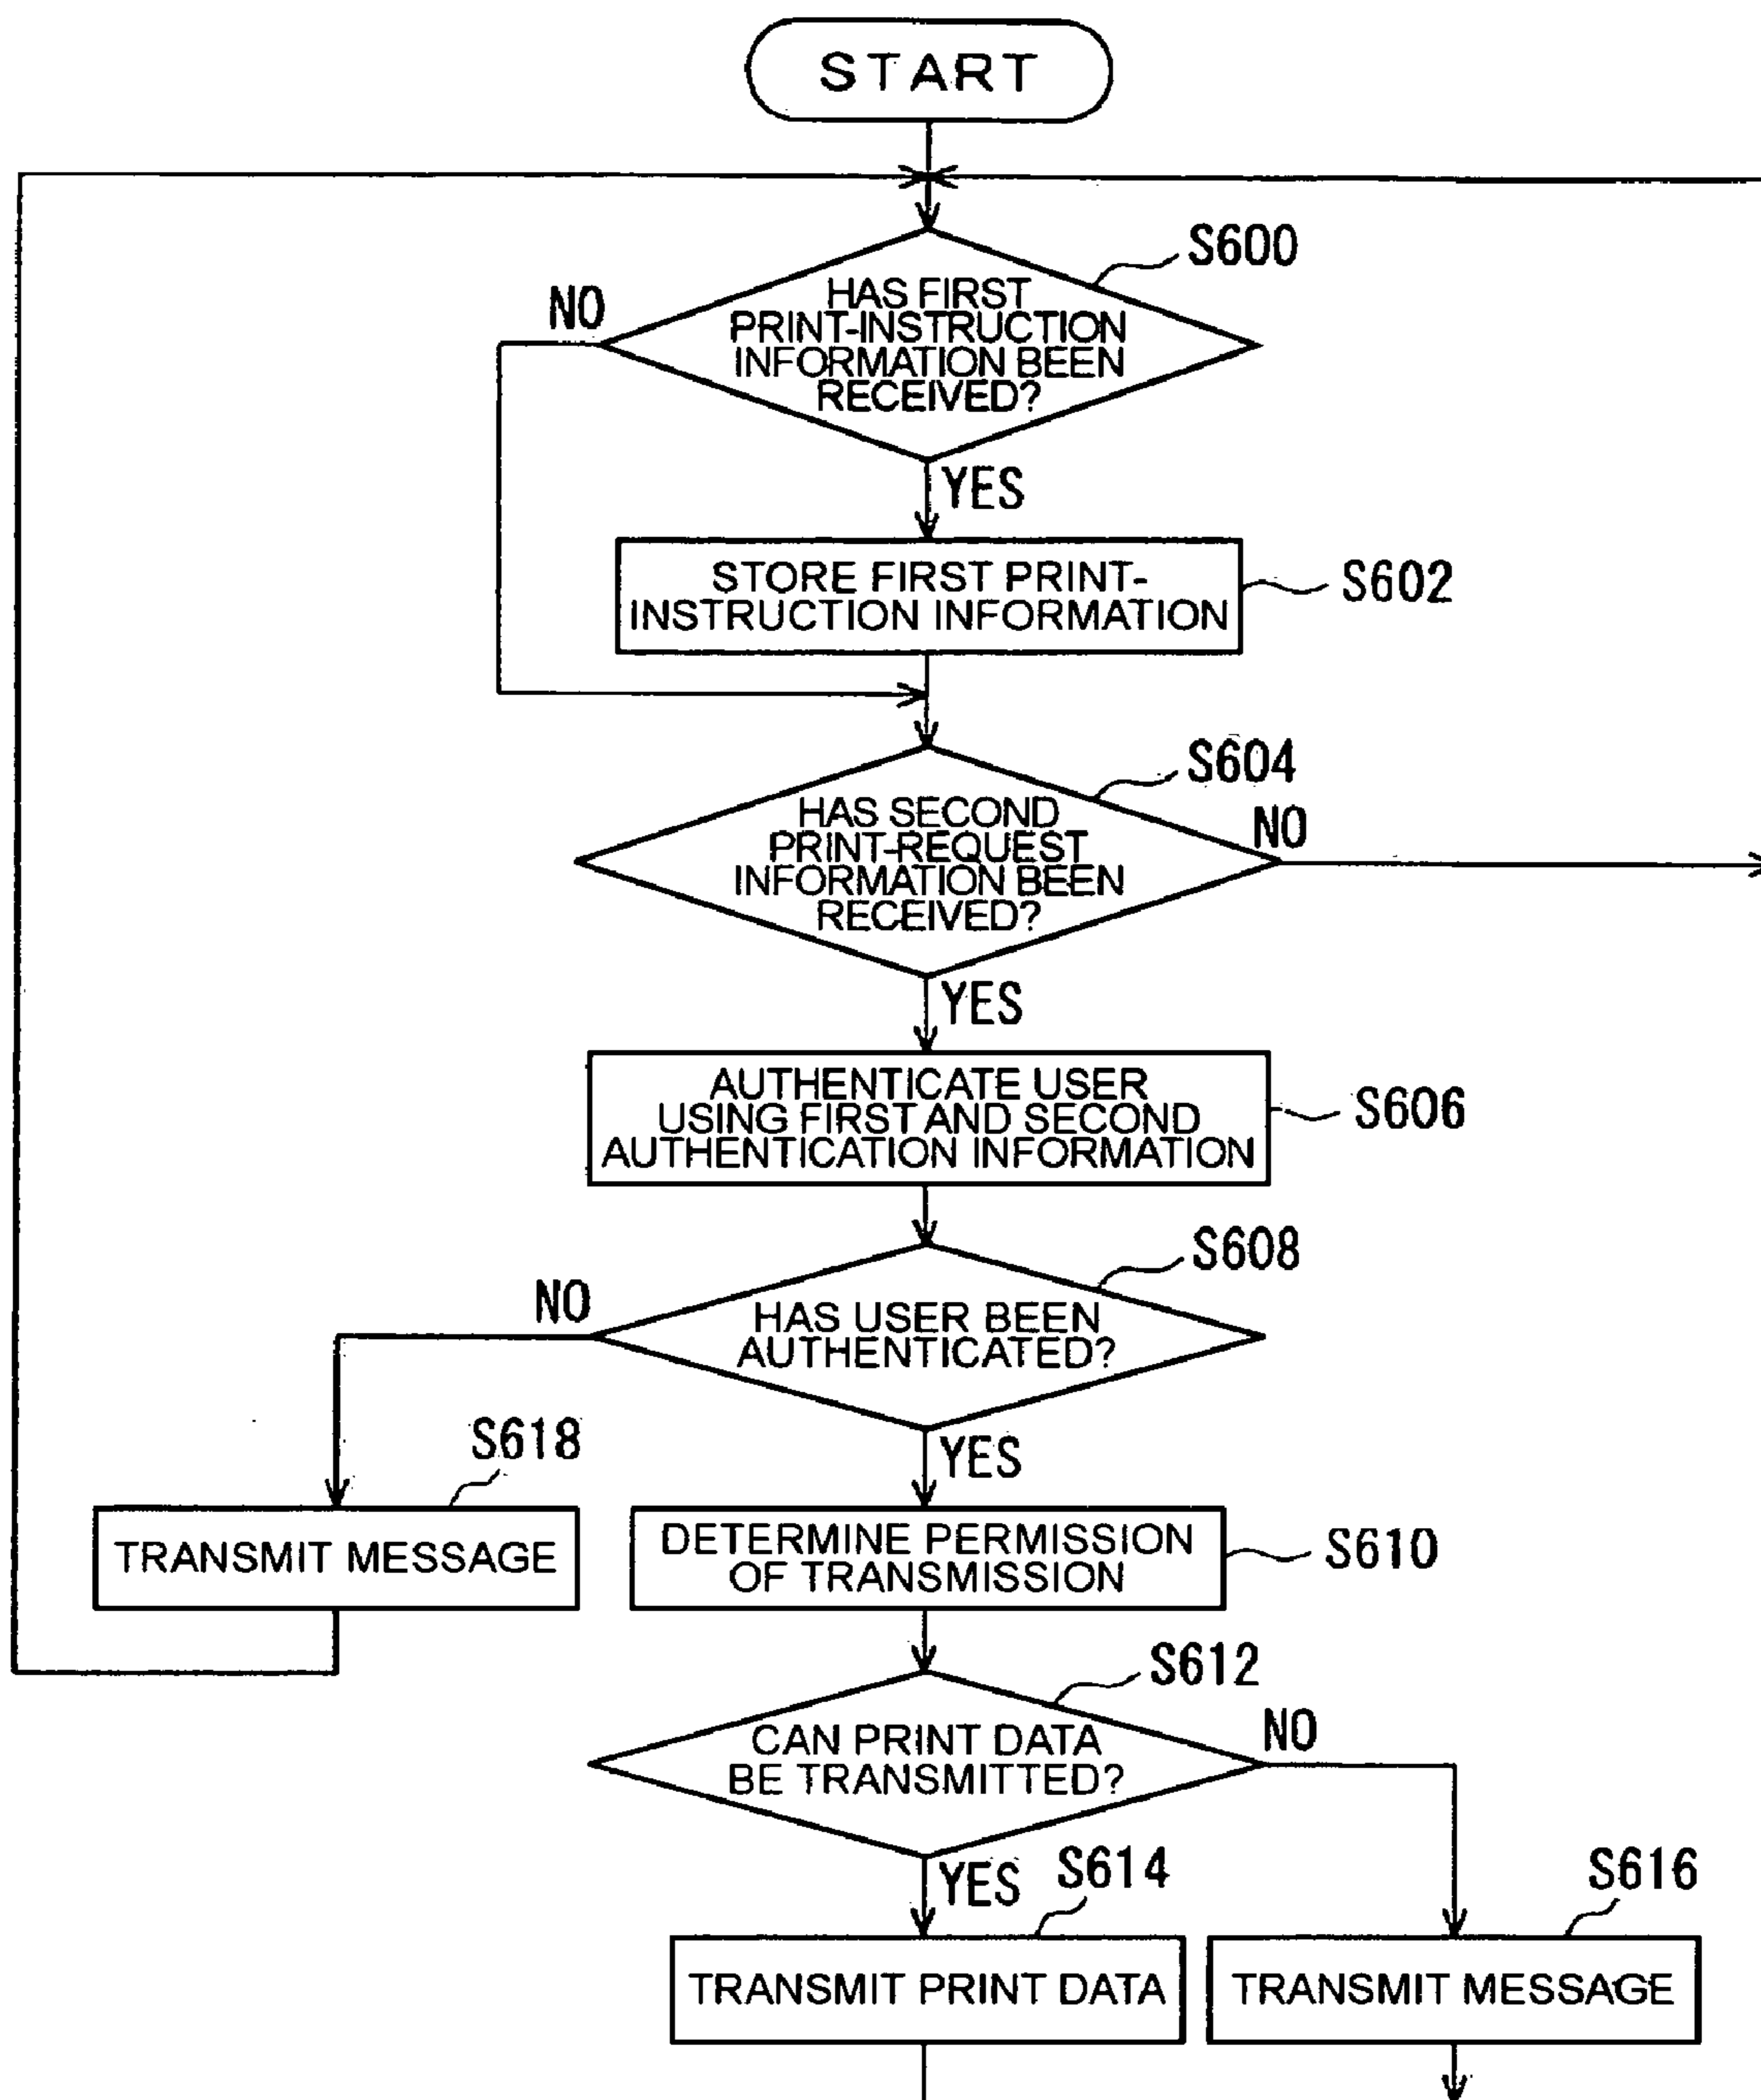 START
S600
HAS FIRST
PRINT-INSTRUCTION
INFORMATION BEEN
RECEIVED?
NO
YES
STORE FIRST PRINT-
INSTRUCTION INFORMATION
S602
S604
HAS SECOND
PRINT-REQUEST
INFORMATION BEEN
RECEIVED?
NO
YES
AUTHENTICATE USER
USING FIRST AND SECOND
AUTHENTICATION INFORMATION
S606
S608
HAS USER BEEN
AUTHENTICATED?
NO
YES
S618
TRANSMIT MESSAGE
DETERMINE PERMISSION
OF TRANSMISSION
S610
S612
CAN PRINT DATA
BE TRANSMITTED?
NO
YES
S614
S616
TRANSMIT PRINT DATA
TRANSMIT MESSAGE